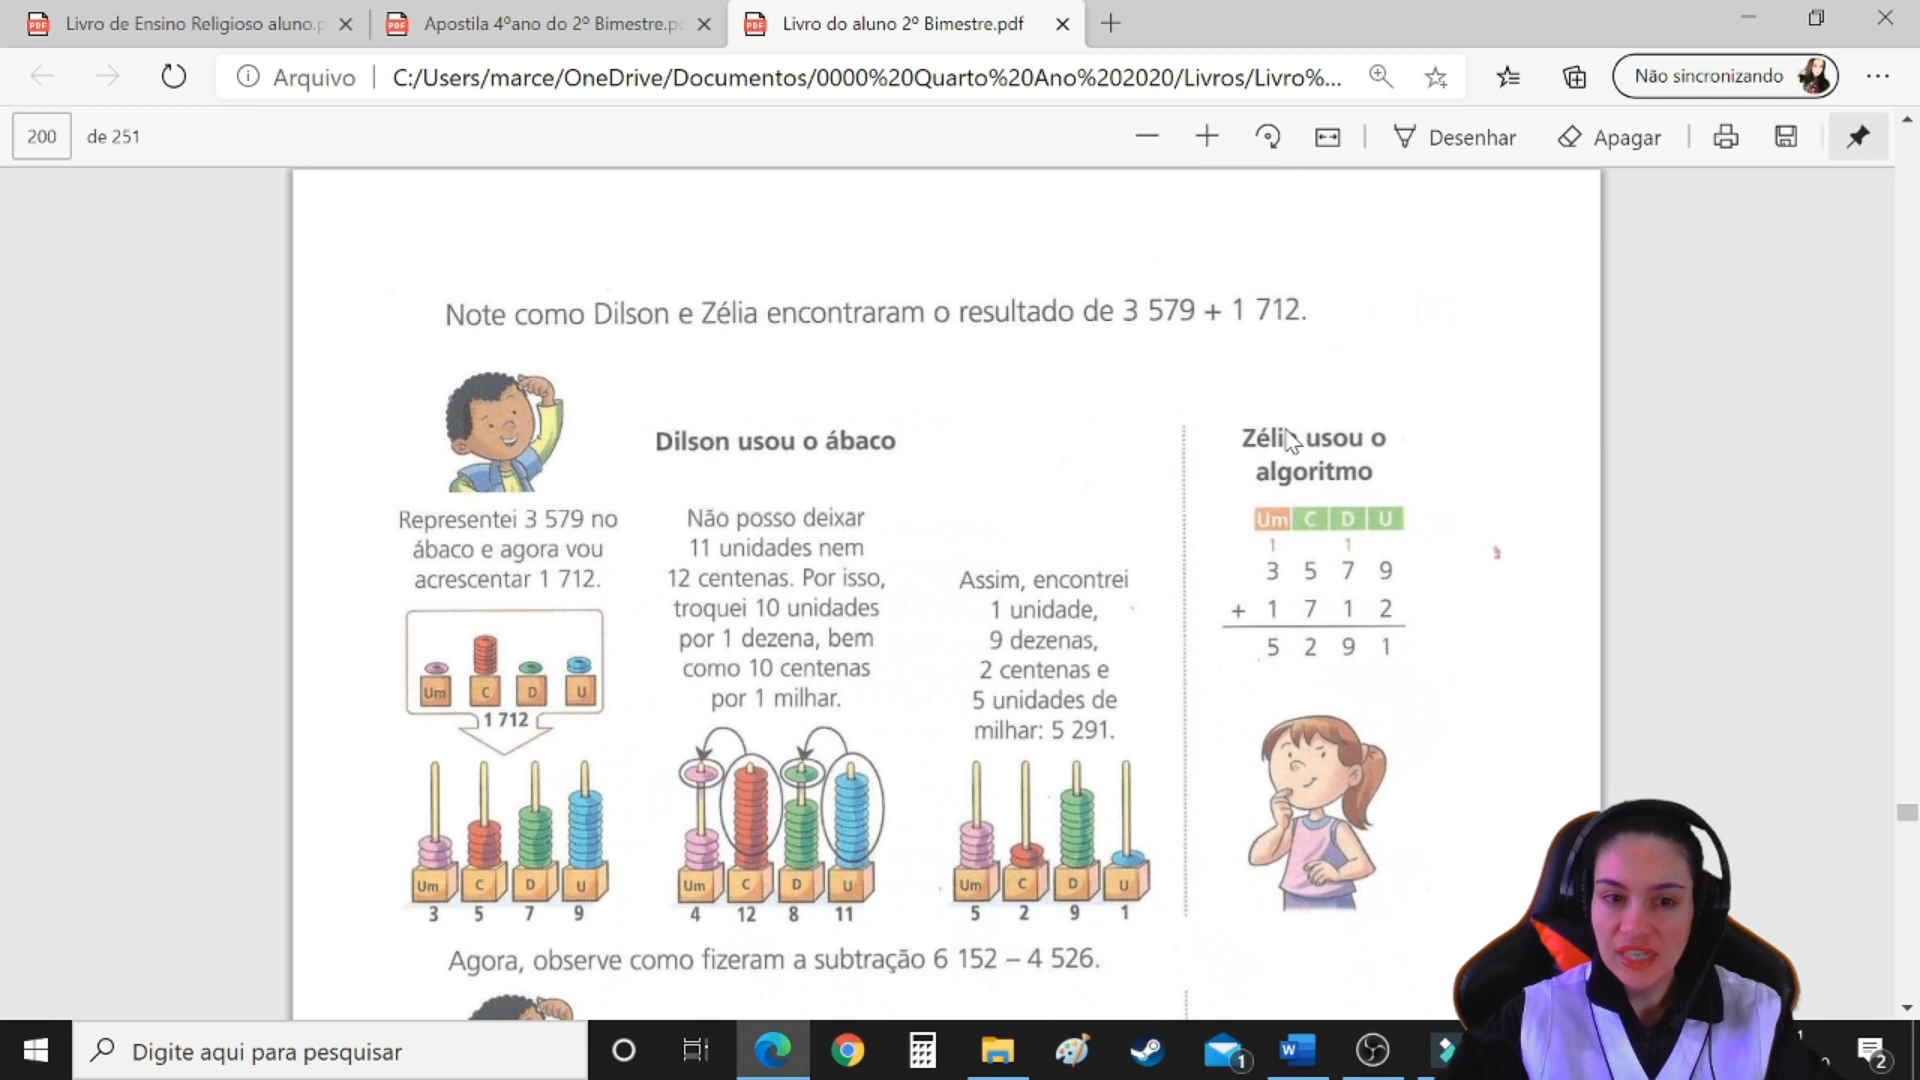 Livro de Ensino Religioso aluno.p
Apostila 4ºano do 2º Bimestre.pd
Livro do aluno 2º Bimestre.pdf
Arquivo
C:/Users/marce/OneDrive/Documentos/0000%20Quarto%20Ano%202020/Livros/Livro%...
Não sincronizando
200 de 251
Desenhar
Apagar
Note como Dilson e Zélia encontraram o resultado de 3 579 + 1 712.
Dilson usou o ábaco
Representei 3 579 no
ábaco e agora vou
acrescentar 1 712.
Um C D U
1 712
Um C D U
3 5 7 9
Não posso deixar
11 unidades nem
12 centenas. Por isso,
troquei 10 unidades
por 1 dezena, bem
como 10 centenas
por 1 milhar.
Um C D U
4 12 8 11
Assim, encontrei
1 unidade,
9 dezenas,
2 centenas e
5 unidades de
milhar: 5 291.
Um C D U
5 2 9 1
Zélia usou o
algoritmo
Um C D U
1 1
3 5 7 9
+ 1 7 1 2
5 2 9 1
Agora, observe como fizeram a subtração 6 152 – 4 526.
Digite aqui para pesquisar
1
2